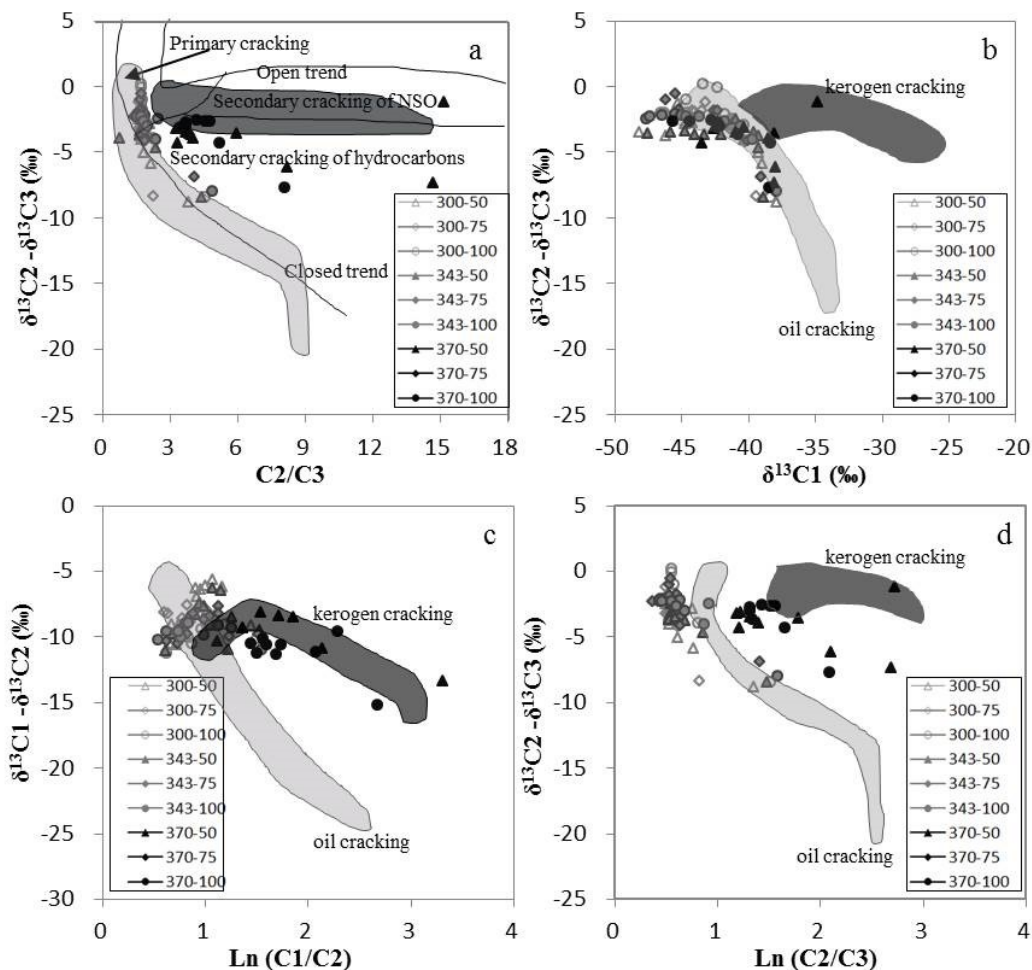 a
5
0
-5
-10
-15
-20
-25
δ¹³C2 -δ¹³C3 (‰)
Primary cracking
Open trend
Secondary cracking of NSO
Secondary cracking of hydrocarbons
Closed trend
300-50
300-75
300-100
343-50
343-75
343-100
370-50
370-75
370-100
0 3 6 9 12 15 18
C2/C3
b
5
0
-5
-10
-15
-20
-25
δ¹³C2 -δ¹³C3 (‰)
kerogen cracking
oil cracking
300-50
300-75
300-100
343-50
343-75
343-100
370-50
370-75
370-100
-50 -45 -40 -35 -30 -25 -20
δ¹³C1 (‰)
c
0
-5
-10
-15
-20
-25
-30
δ¹³C1 -δ¹³C2 (‰)
kerogen cracking
oil cracking
300-50
300-75
300-100
343-50
343-75
343-100
370-50
370-75
370-100
0 1 2 3 4
Ln (C1/C2)
d
5
0
-5
-10
-15
-20
-25
δ¹³C2 -δ¹³C3 (‰)
kerogen cracking
oil cracking
300-50
300-75
300-100
343-50
343-75
343-100
370-50
370-75
370-100
0 1 2 3 4
Ln (C2/C3)